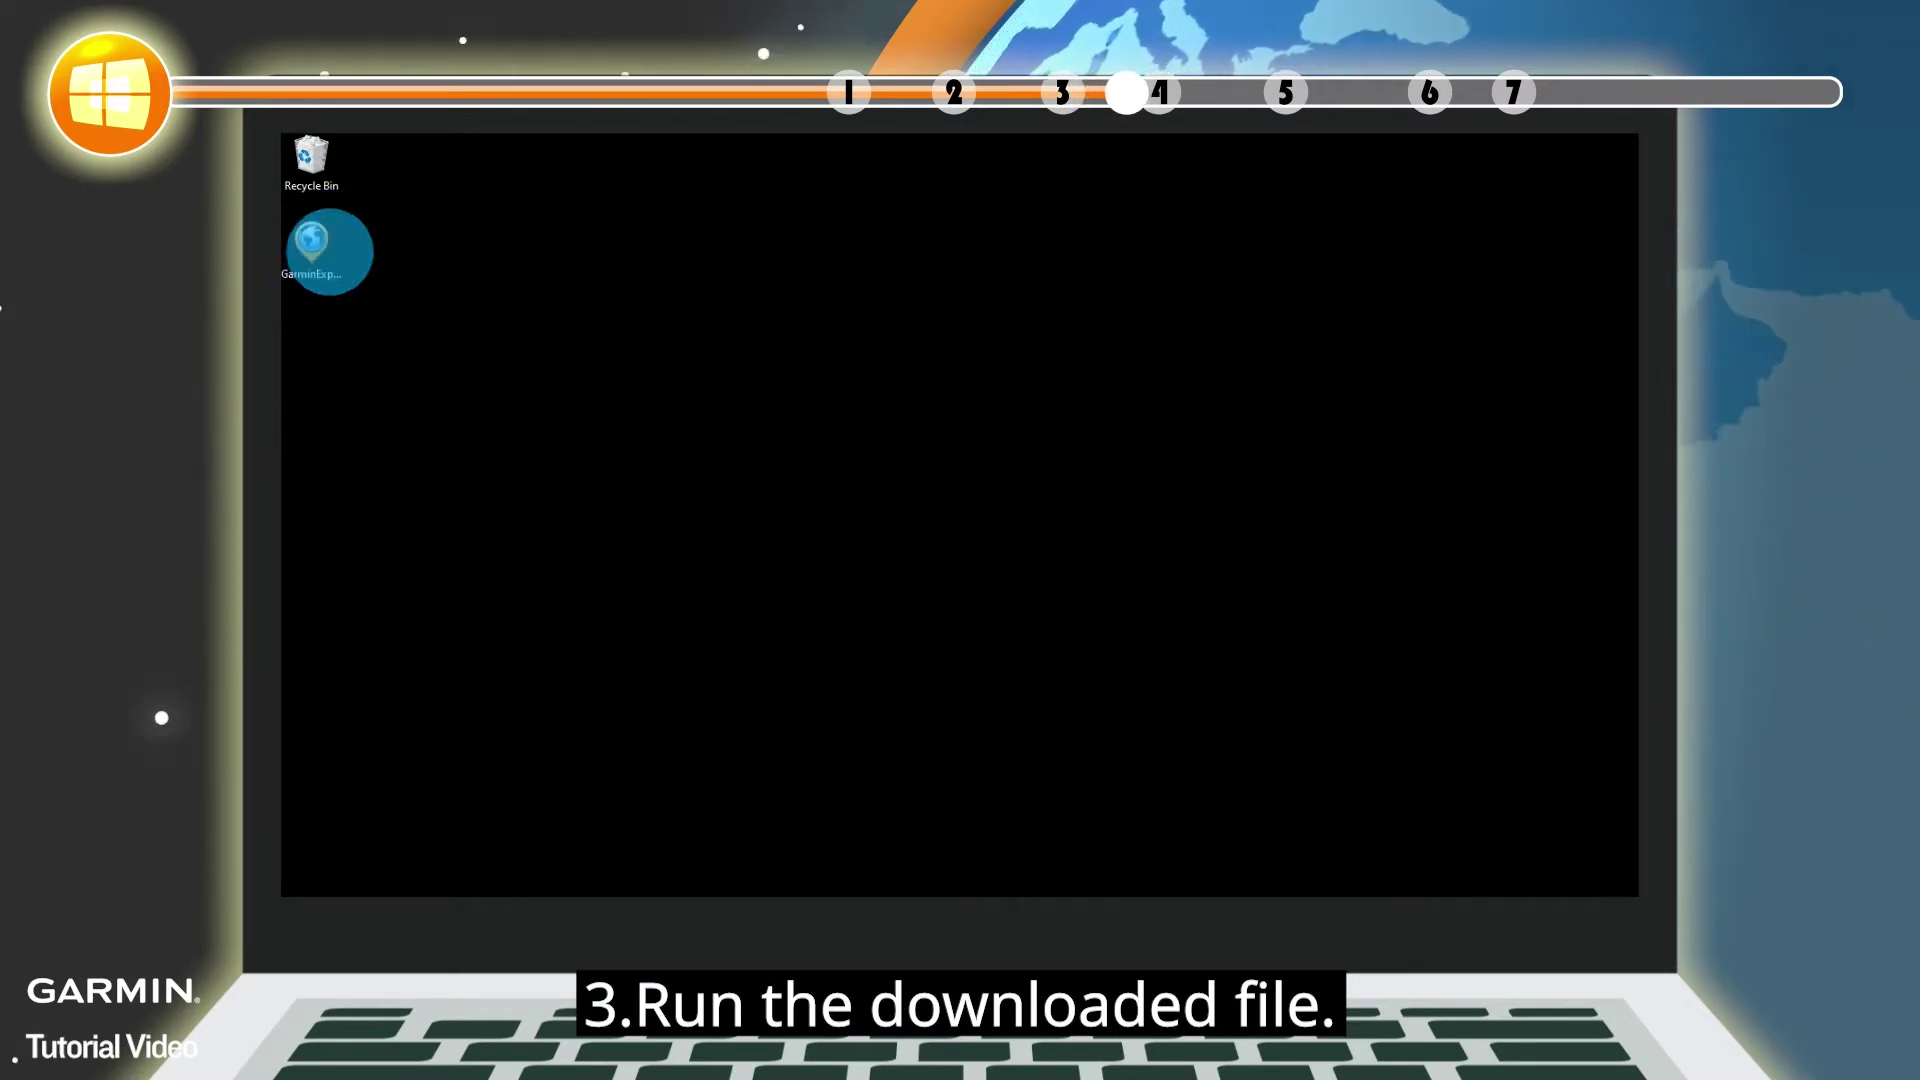 1 2 3 4 5 6 7
Recycle Bin
GarminExp...
3.Run the downloaded file.
GARMIN®
Tutorial Video